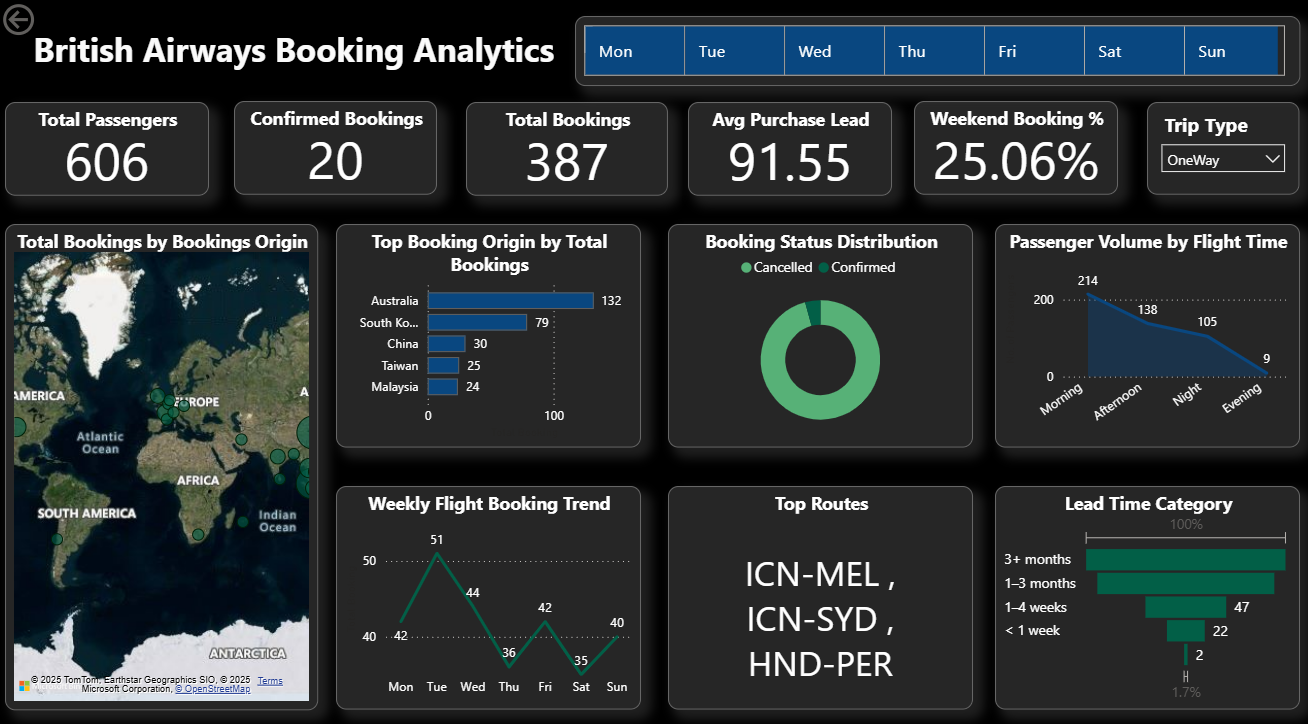 British Airways Booking Analytics
Mon Tue Wed Thu Fri Sat Sun
Total Passengers
606
Confirmed Bookings
20
Total Bookings
387
Avg Purchase Lead
91.55
Weekend Booking %
25.06%
Trip Type
OneWay
Total Bookings by Bookings Origin
AMERICA
EUROPE
A
Atlantic
Ocean
AFRICA
SOUTH AMERICA
Indian
Ocean
ANTARCTICA
© 2025 TomTom, Earthstar Geographics SIO, © 2025
Microsoft Corporation, © OpenStreetMap
Terms
Top Booking Origin by Total
Bookings
Australia 132
South Ko... 79
China 30
Taiwan 25
Malaysia 24
0 100
Booking Status Distribution
Cancelled Confirmed
Passenger Volume by Flight Time
214
200
138
105
9
0
Morning Afternoon Night Evening
Weekly Flight Booking Trend
51
50
44
42
40
40
42
36
35
Mon Tue Wed Thu Fri Sat Sun
Top Routes
ICN-MEL ,
ICN-SYD ,
HND-PER
Lead Time Category
100%
3+ months
1–3 months
1–4 weeks 47
< 1 week 22
2
1.7%